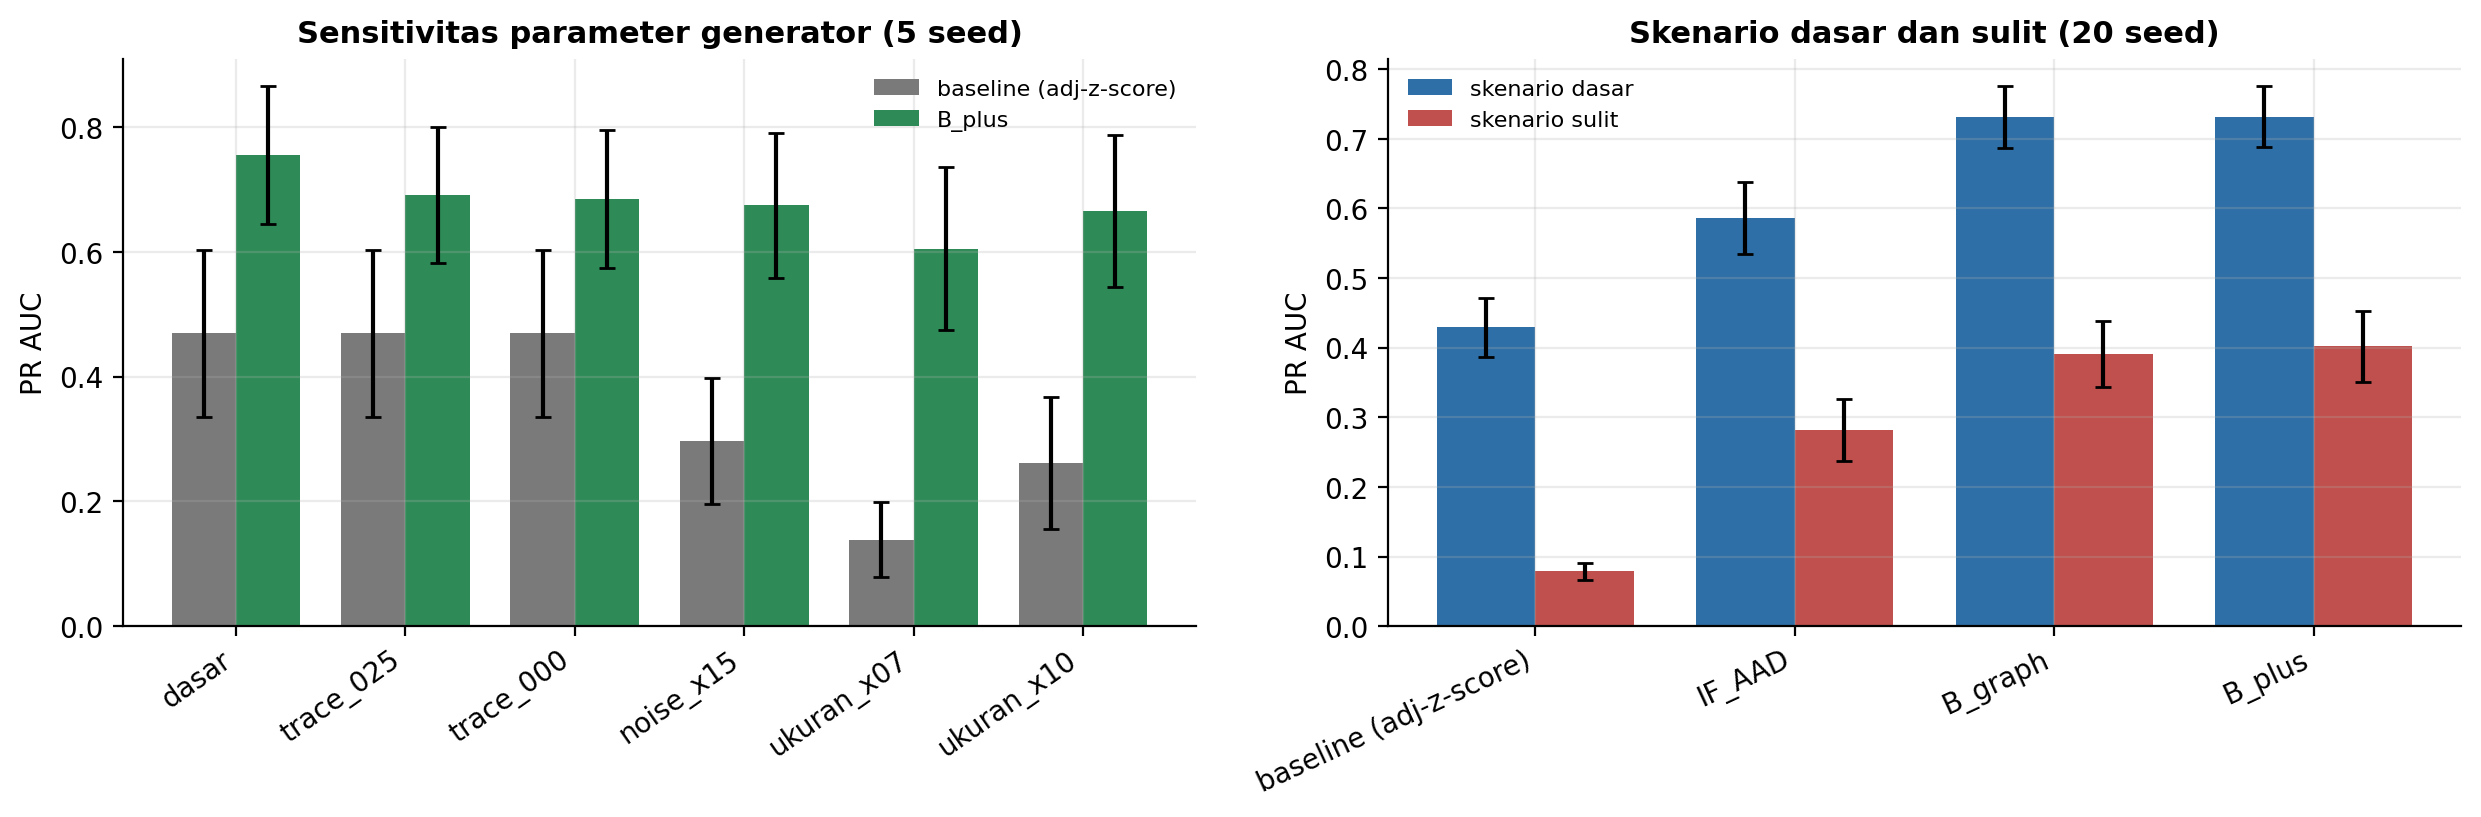 Sensitivitas parameter generator (5 seed)
baseline (adj-z-score)
B_plus
PR AUC
0.8
0.6
0.4
0.2
0.0
dasar
trace_025
trace_000
noise_x15
ukuran_x07
ukuran_x10
Skenario dasar dan sulit (20 seed)
skenario dasar
skenario sulit
PR AUC
0.8
0.7
0.6
0.5
0.4
0.3
0.2
0.1
0.0
baseline (adj-z-score)
IF_AAD
B_graph
B_plus